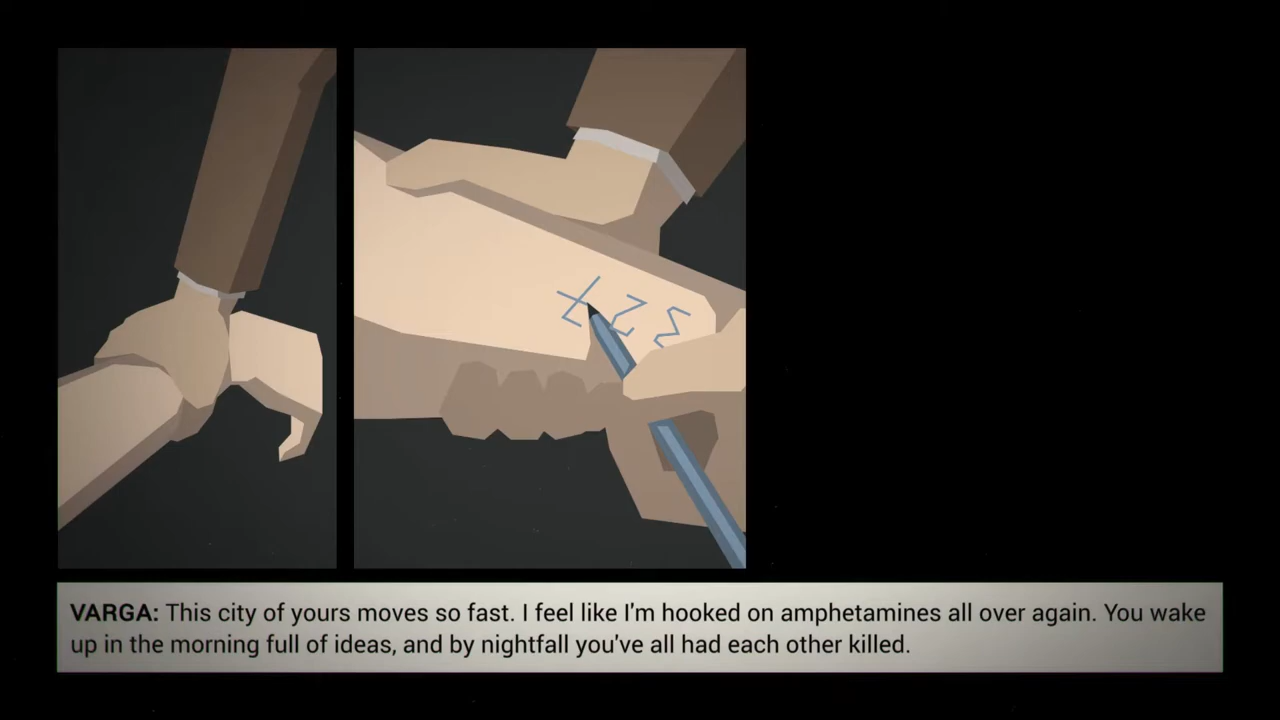 VARGA: This city of yours moves so fast. I feel like I'm hooked on amphetamines all over again. You wake
up in the morning full of ideas, and by nightfall you've all had each other killed.